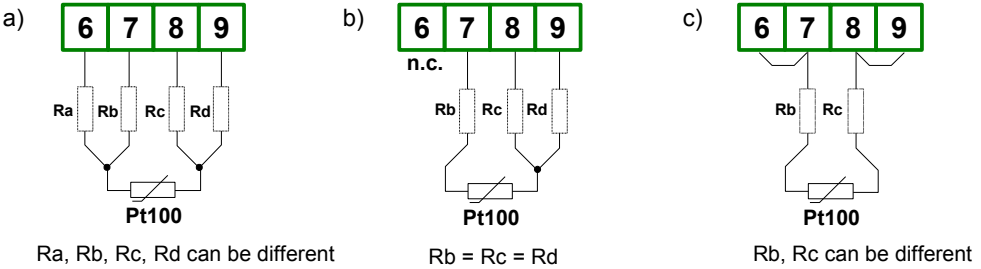 a)
6 7 8 9
Ra Rb Rc Rd
Pt100
Ra, Rb, Rc, Rd can be different
b)
6 7 8 9
n.c.
Rb Rc Rd
Pt100
Rb = Rc = Rd
c)
6 7 8 9
Rb Rc
Pt100
Rb, Rc can be different